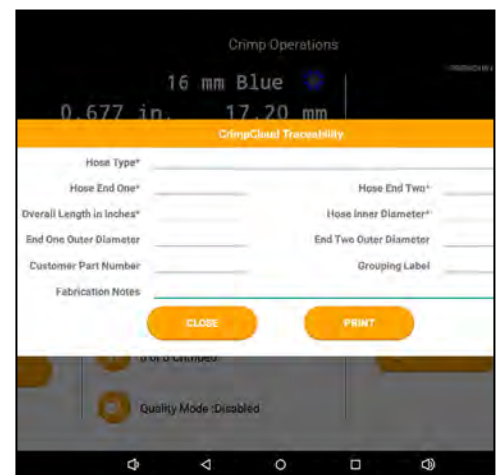 Crimp Operations
16 mm Blue
0.677 in. 17.20 mm
CrimpCloud Traceability
Hose Type*
Hose End One* Hose End Two*
Overall Length in Inches* Hose Inner Diameter*
End One Outer Diameter End Two Outer Diameter
Customer Part Number Grouping Label
Fabrication Notes
CLOSE PRINT
Quality Mode :Disabled